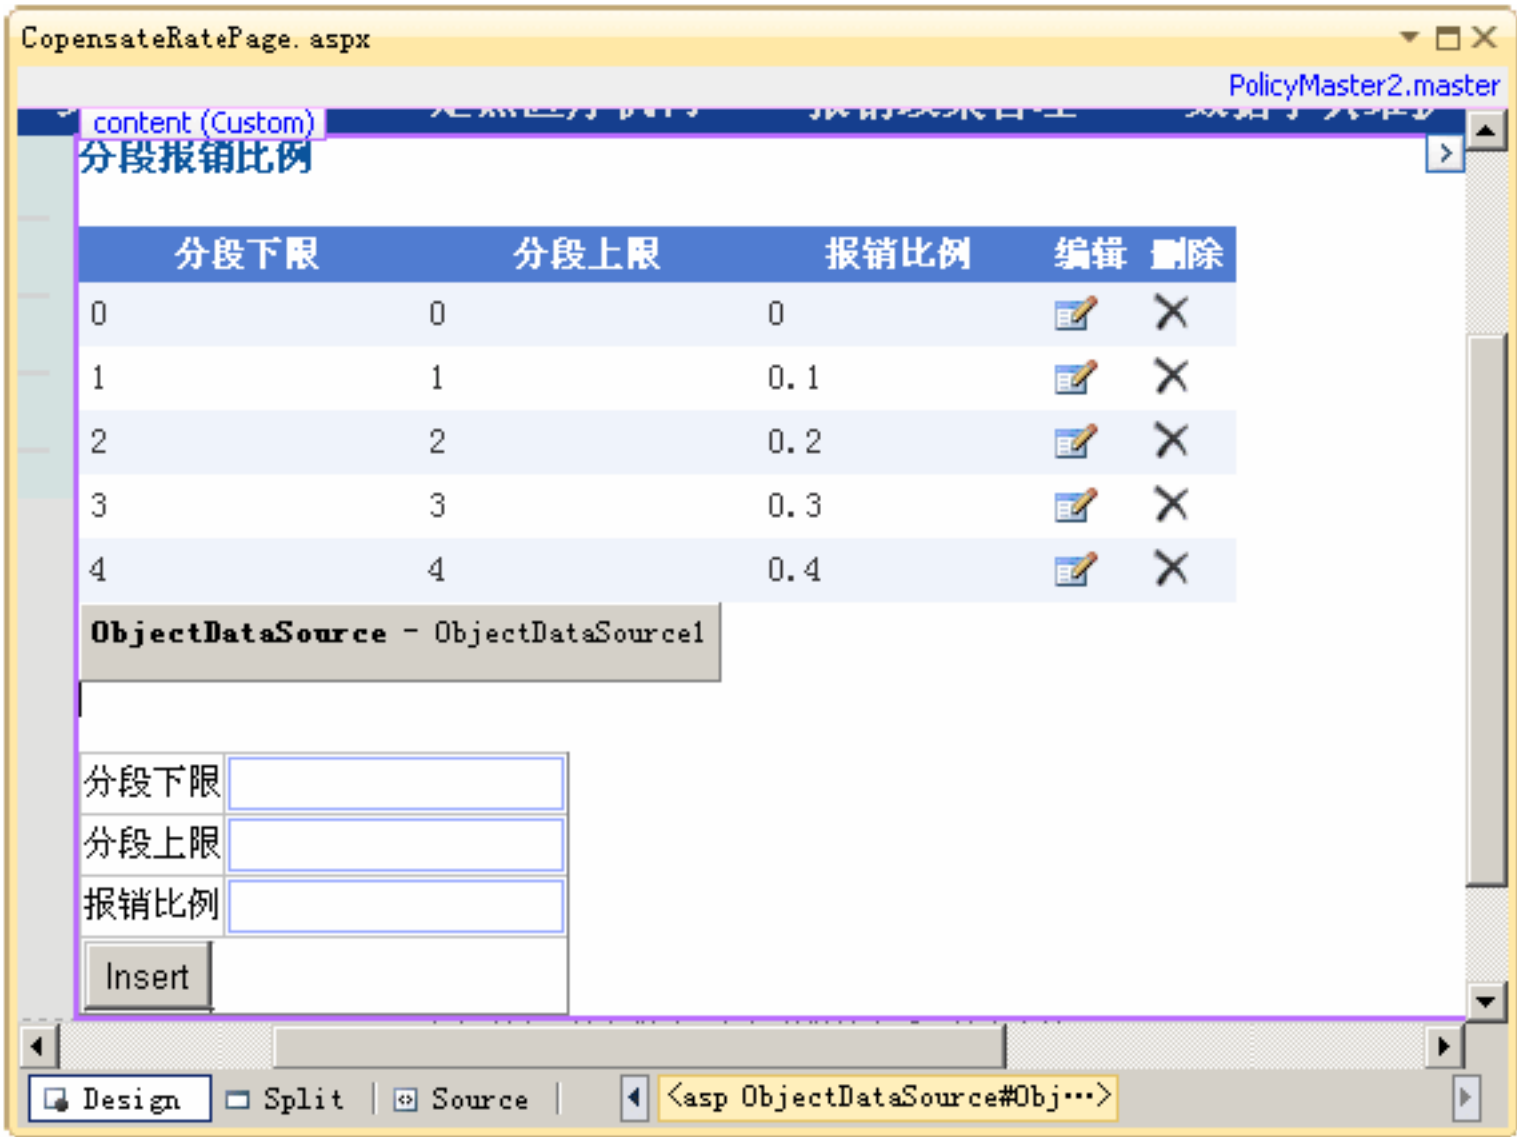 CopensateRatePage.aspx
PolicyMaster2.master
content (Custom)
分段报销比例
分段下限 分段上限 报销比例 编辑 删除
0 0 0
1 1 0.1
2 2 0.2
3 3 0.3
4 4 0.4
ObjectDataSource - ObjectDataSource1
分段下限
分段上限
报销比例
Insert
Design Split Source <asp ObjectDataSource#Obj...>